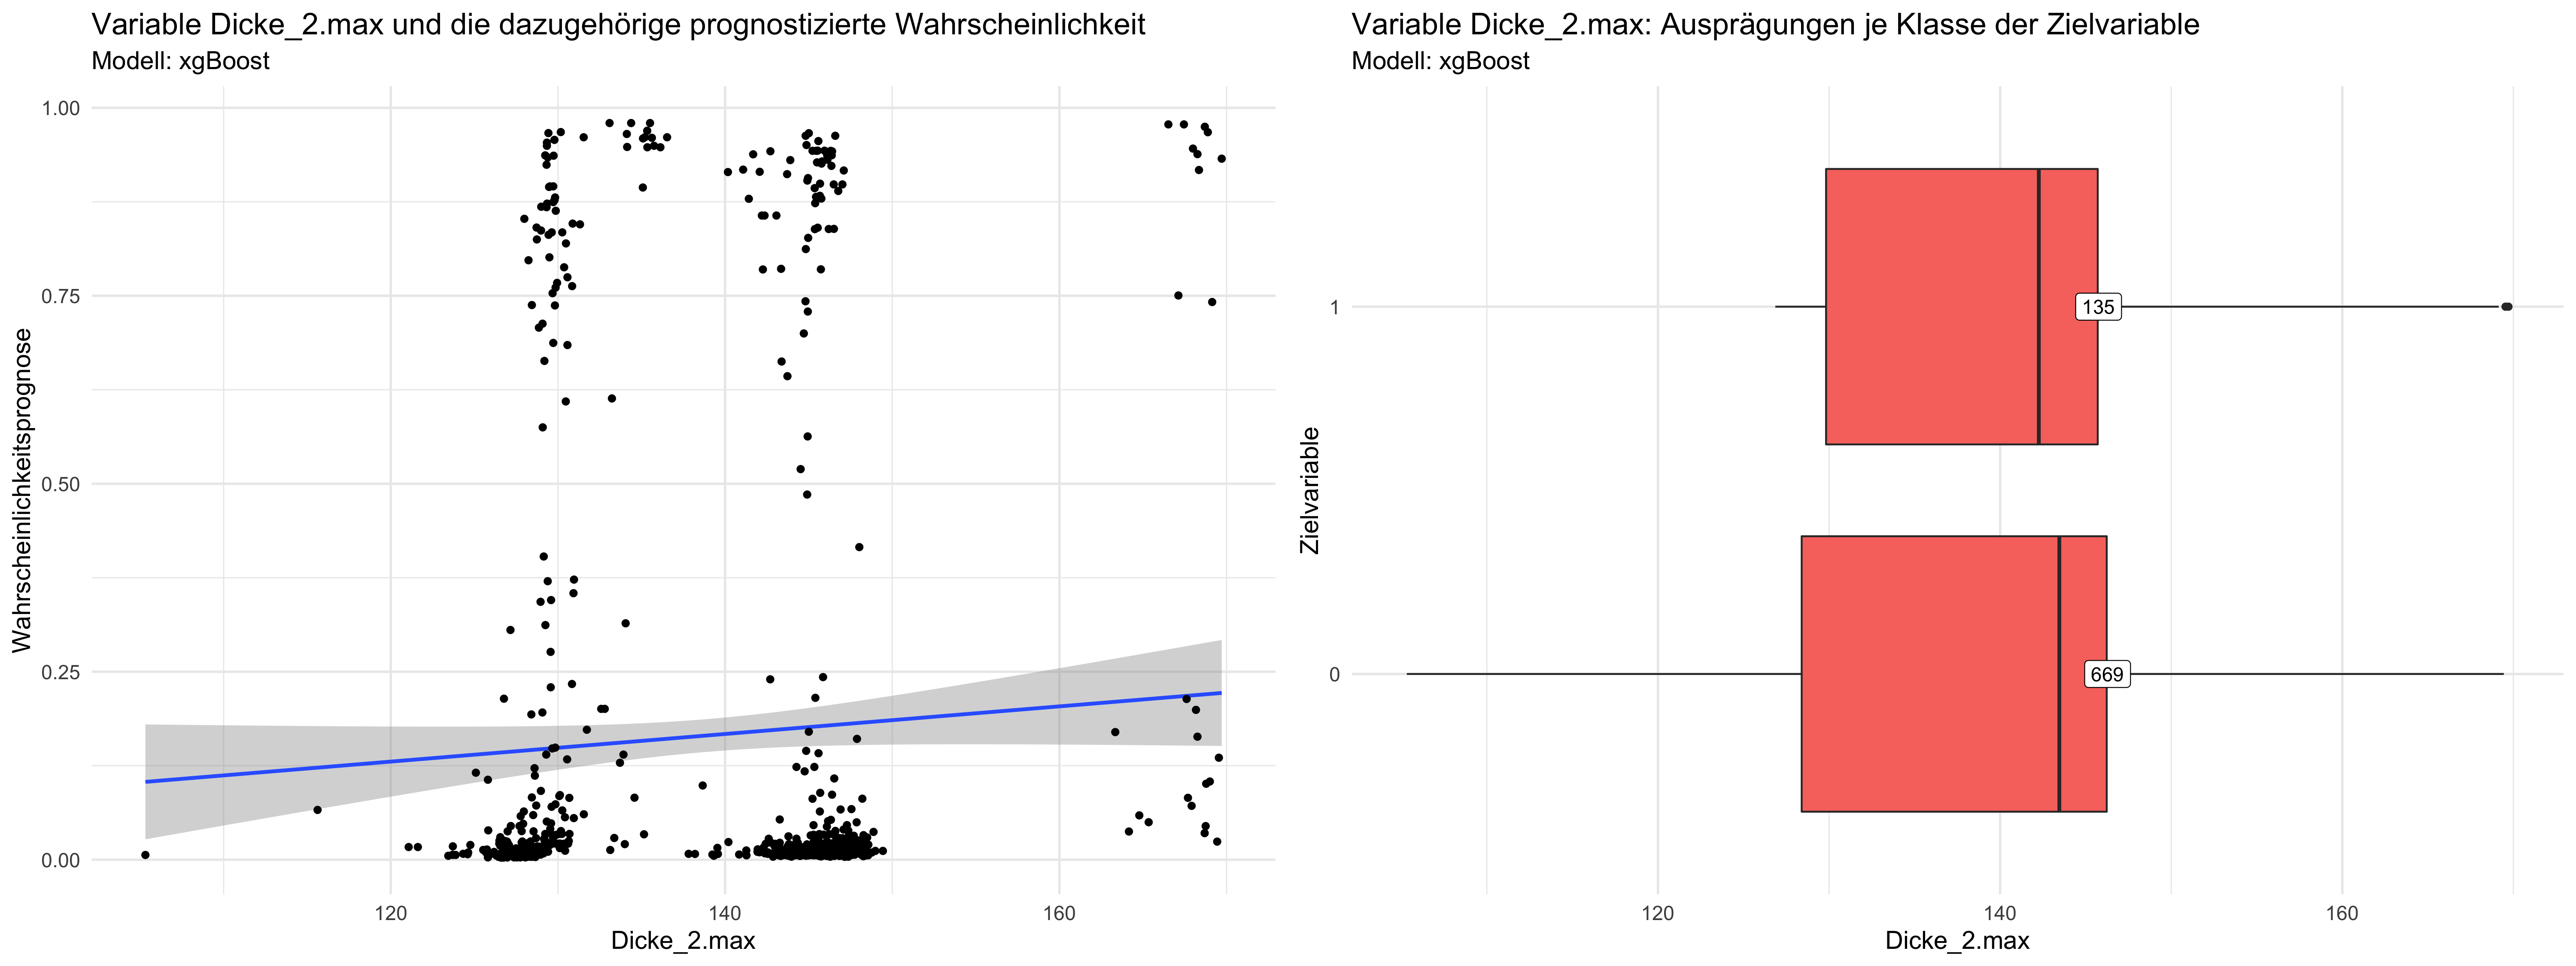 Variable Dicke_2.max und die dazugehörige prognostizierte Wahrscheinlichkeit
Modell: xgBoost
Wahrscheinlichkeitsprognose
1.00
0.75
0.50
0.25
0.00
120
140
160
Dicke_2.max
Variable Dicke_2.max: Ausprägungen je Klasse der Zielvariable
Modell: xgBoost
Zielvariable
1
0
135
669
120
140
160
Dicke_2.max